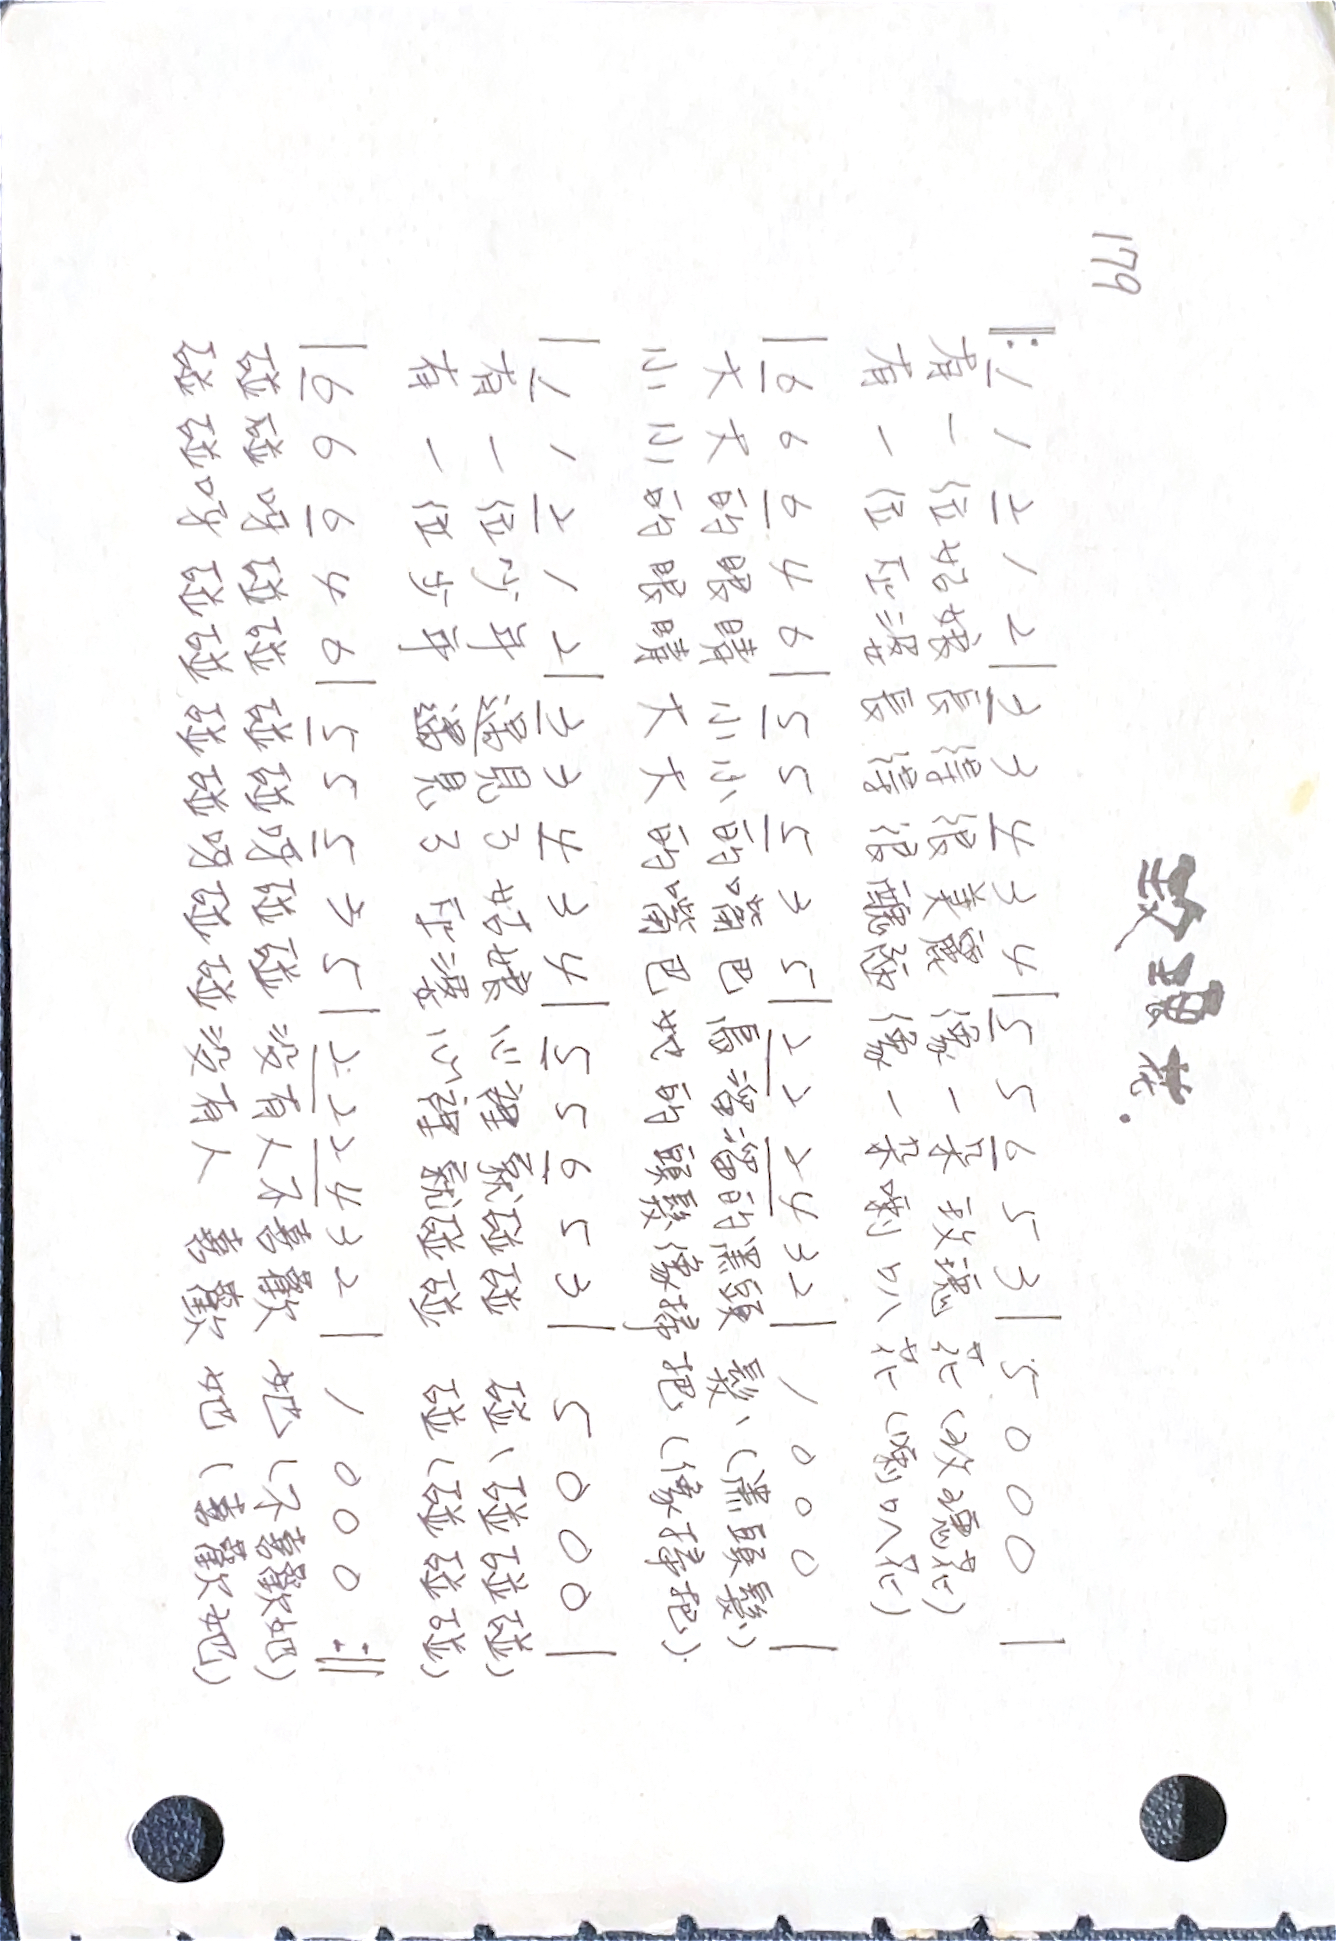 玫瑰花.
179
‖: 1 1 2 1 2 | 3 3 4 3 4 | 5 5 6 5 3 | 5 0 0 0 |
有一位姑娘長得很美麗像一朵玫瑰花(玫瑰花)
有一位巫婆長得很醜陋像一朵喇叭花(喇叭花)
| 6 6 6 4 6 | 5 5 5 3 5 | 2 2 2 4 3 2 | 1 0 0 0 |
大大的眼睛小小的嘴巴烏溜溜的黑頭髮(黑頭髮)
小小的眼睛大大的嘴巴她的頭髮像掃把(像掃把)
| 1 1 2 1 2 | 3 3 4 3 4 | 5 5 6 5 3 | 5 0 0 0 |
有一位少年遇見了姑娘心裡就碰碰碰(碰碰碰)
有一位少年遇見了巫婆心裡就碰碰碰(碰碰碰)
| 6 6 6 4 6 | 5 5 5 3 5 | 2 2 2 4 3 2 | 1 0 0 0 :‖
碰碰呀碰碰碰碰呀碰碰没有人不喜歡她(不喜歡她)
碰碰呀碰碰碰碰呀碰碰没有人喜歡她(喜歡她)